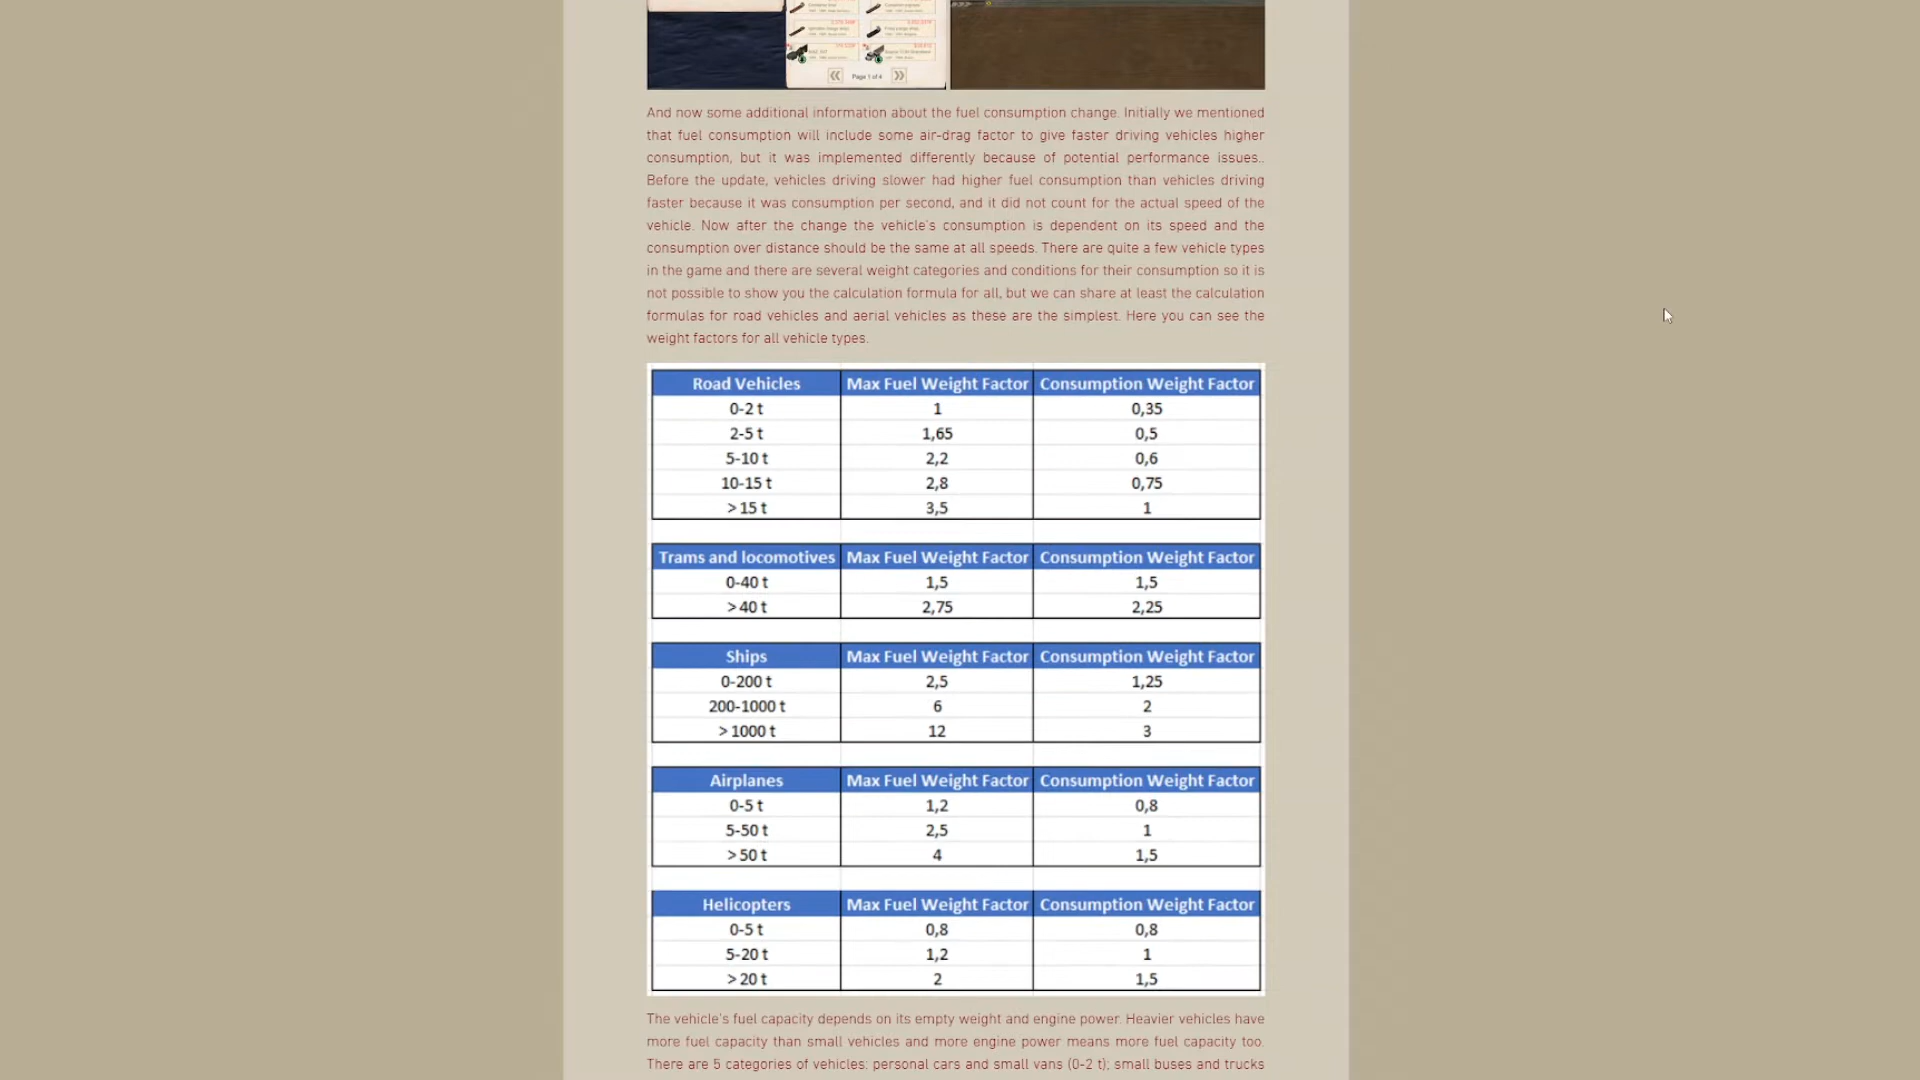 Page 1 of 4
And now some additional information about the fuel consumption change. Initially we mentioned
that fuel consumption will include some air-drag factor to give faster driving vehicles higher
consumption, but it was implemented differently because of potential performance issues..
Before the update, vehicles driving slower had higher fuel consumption than vehicles driving
faster because it was consumption per second, and it did not count for the actual speed of the
vehicle. Now after the change the vehicle's consumption is dependent on its speed and the
consumption over distance should be the same at all speeds. There are quite a few vehicle types
in the game and there are several weight categories and conditions for their consumption so it is
not possible to show you the calculation formula for all, but we can share at least the calculation
formulas for road vehicles and aerial vehicles as these are the simplest. Here you can see the
weight factors for all vehicle types.
Road Vehicles Max Fuel Weight Factor Consumption Weight Factor
0-2 t 1 0,35
2-5 t 1,65 0,5
5-10 t 2,2 0,6
10-15 t 2,8 0,75
> 15 t 3,5 1
Trams and locomotives Max Fuel Weight Factor Consumption Weight Factor
0-40 t 1,5 1,5
> 40 t 2,75 2,25
Ships Max Fuel Weight Factor Consumption Weight Factor
0-200 t 2,5 1,25
200-1000 t 6 2
> 1000 t 12 3
Airplanes Max Fuel Weight Factor Consumption Weight Factor
0-5 t 1,2 0,8
5-50 t 2,5 1
> 50 t 4 1,5
Helicopters Max Fuel Weight Factor Consumption Weight Factor
0-5 t 0,8 0,8
5-20 t 1,2 1
> 20 t 2 1,5
The vehicle's fuel capacity depends on its empty weight and engine power. Heavier vehicles have
more fuel capacity than small vehicles and more engine power means more fuel capacity too.
There are 5 categories of vehicles: personal cars and small vans (0-2 t); small buses and trucks